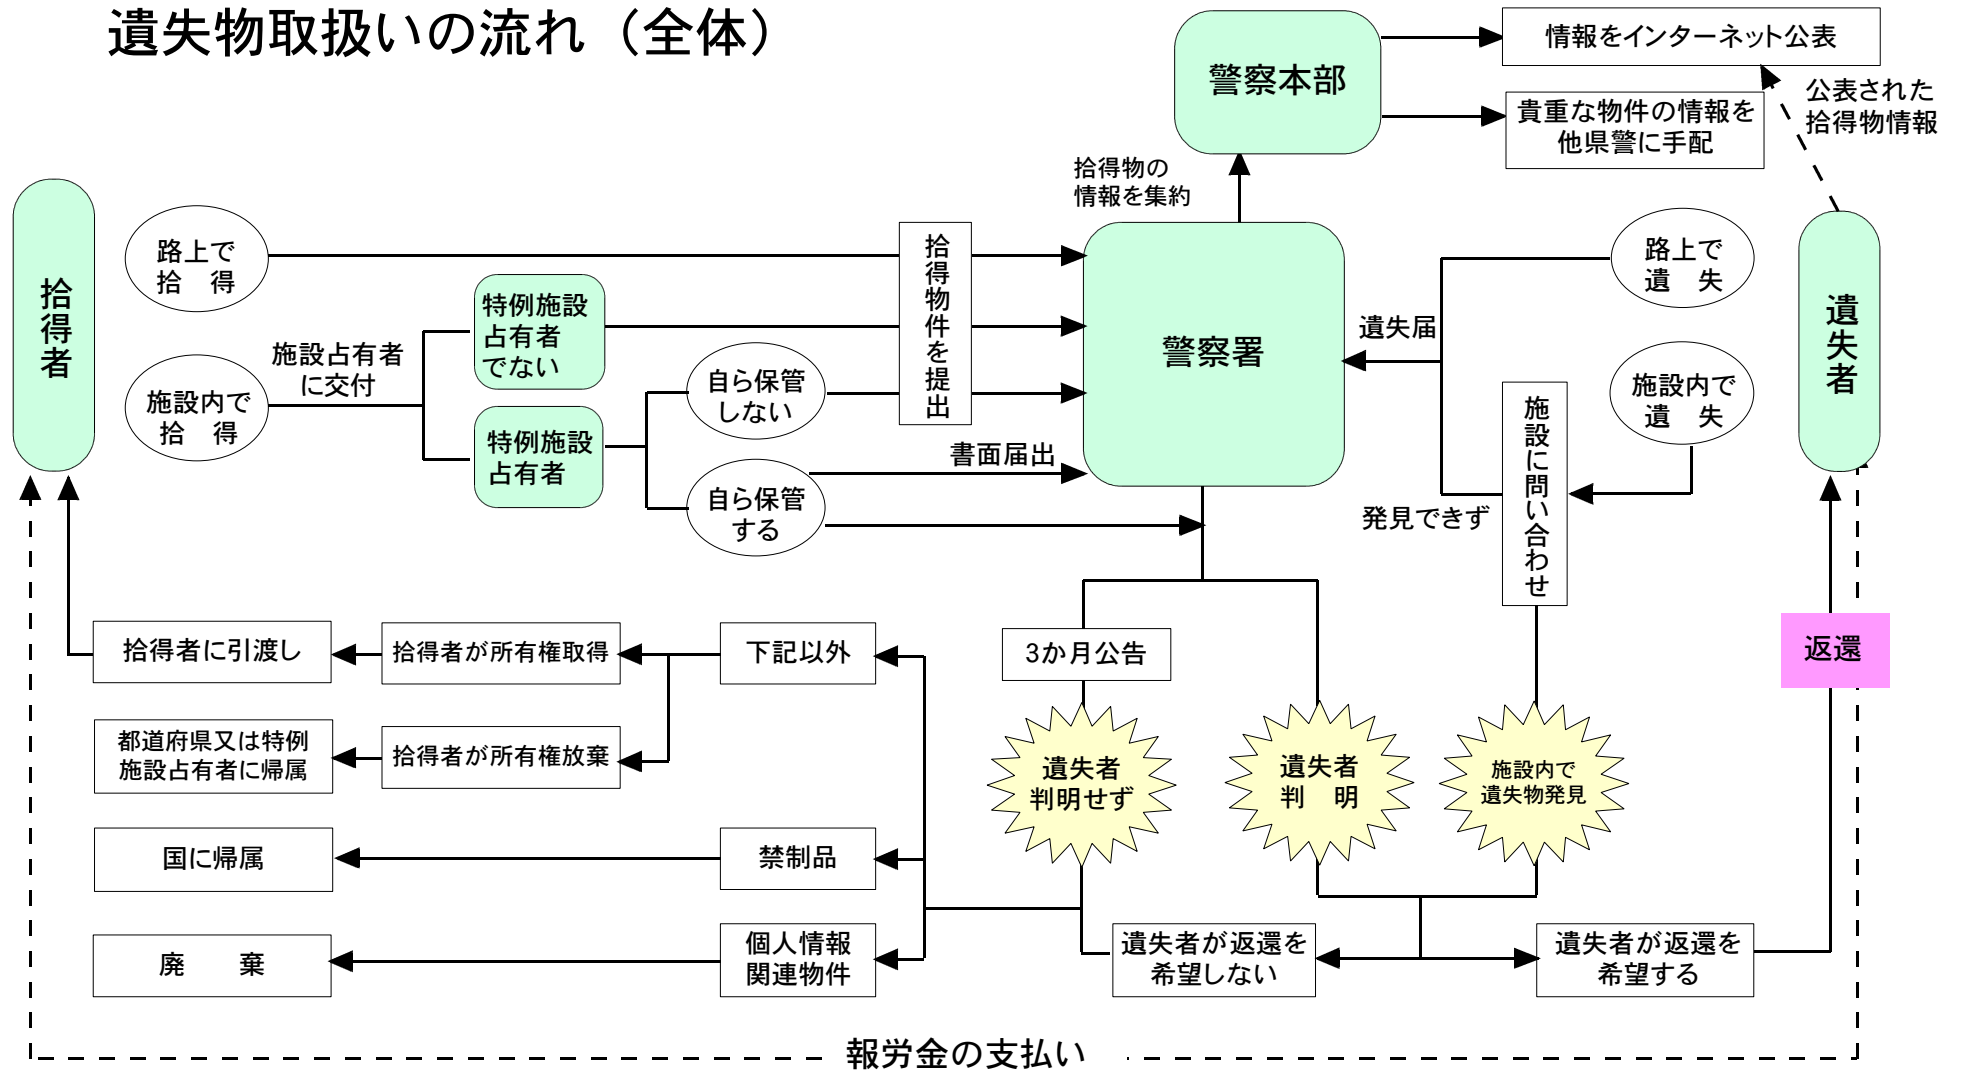 遺失物取扱いの流れ（全体）
警察本部
情報をインターネット公表
貴重な物件の情報を
他県警に手配
公表された
拾得物情報
拾得物の
情報を集約
拾得者
路上で
拾　得
施設内で
拾　得
施設占有者
に交付
特例施設
占有者
でない
特例施設
占有者
自ら保管
しない
自ら保管
する
拾得物件を提出
書面届出
警察署
遺失届
発見できず
路上で
遺　失
施設内で
遺　失
施設に問い合わせ
遺失者
返還
拾得者に引渡し
拾得者が所有権取得
下記以外
3か月公告
都道府県又は特例
施設占有者に帰属
拾得者が所有権放棄
遺失者
判明せず
遺失者
判　明
施設内で
遺失物発見
国に帰属
禁制品
廃　　棄
個人情報
関連物件
遺失者が返還を
希望しない
遺失者が返還を
希望する
報労金の支払い